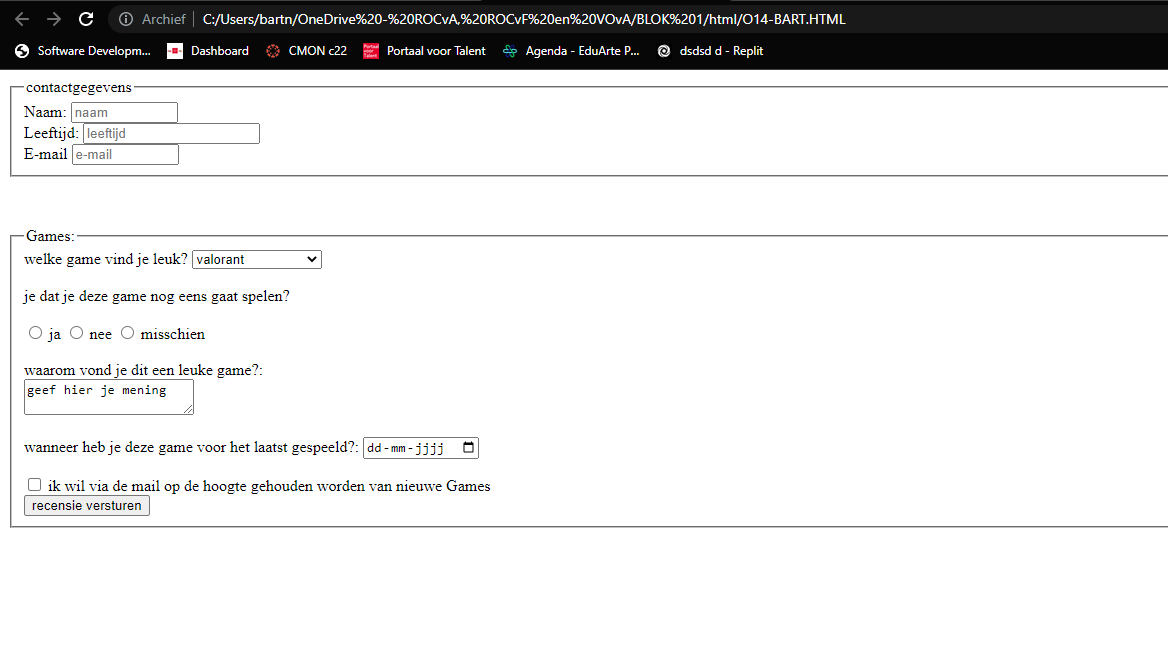 Archief C:/Users/bartn/OneDrive%20-%20ROCvA,%20ROCvF%20en%20VOvA/BLOK%201/html/O14-BART.HTML
Software Developm... Dashboard CMON c22 Portaal voor Talent Portaal voor Talent Agenda - EduArte P... dsdsd d - Replit
contactgegevens
Naam: naam
Leeftijd: leeftijd
E-mail e-mail
Games:
welke game vind je leuk? valorant
je dat je deze game nog eens gaat spelen?
ja nee misschien
waarom vond je dit een leuke game?:
geef hier je mening
wanneer heb je deze game voor het laatst gespeeld?: dd-mm-jjjj
ik wil via de mail op de hoogte gehouden worden van nieuwe Games
recensie versturen